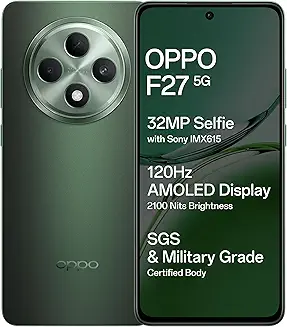 OPPO
F27 5G
32MP Selfie
with Sony IMX615
120Hz
AMOLED Display
2100 Nits Brightness
SGS
& Military Grade
Certified Body
oppo